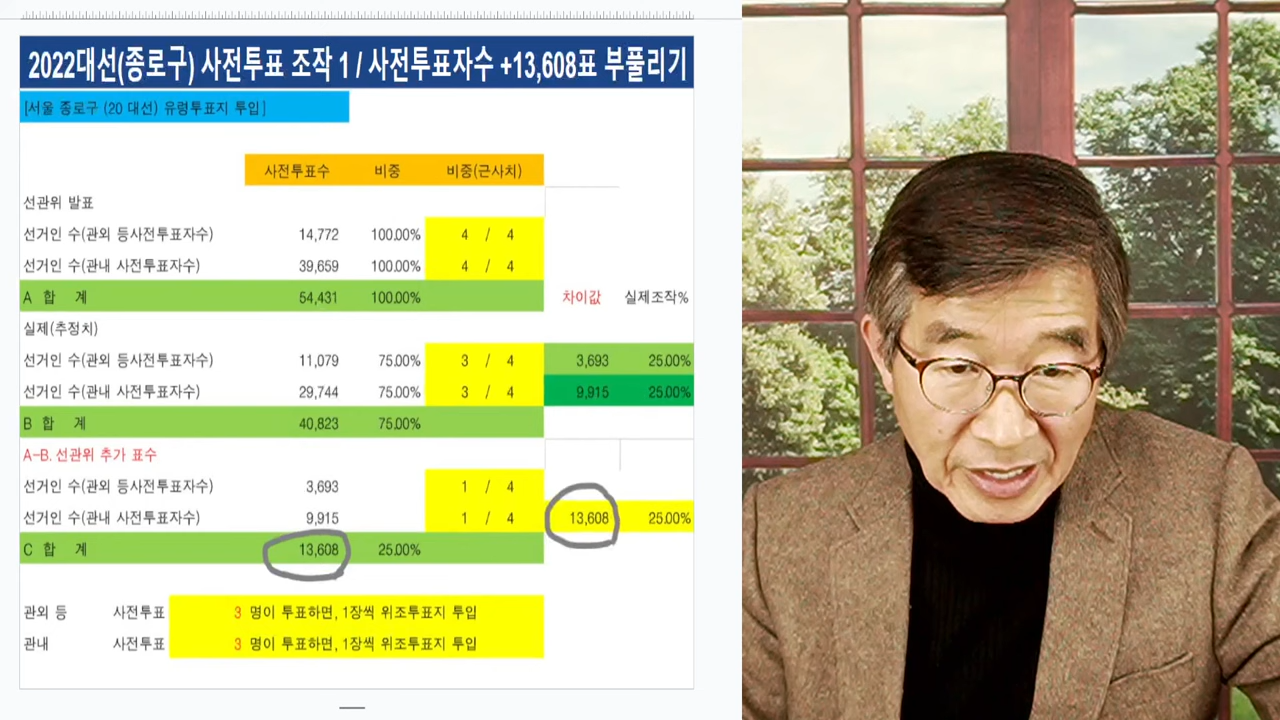 2022대선(종로구) 사전투표 조작 1 / 사전투표자수 +13,608표 부풀리기
[서울 종로구 (20 대선) 유령투표지 투입]
사전투표수 비중 비중(근사치)
선관위 발표
선거인 수(관외 등사전투표자수) 14,772 100.00% 4 / 4
선거인 수(관내 사전투표자수) 39,659 100.00% 4 / 4
A 합 계 54,431 100.00% 차이값 실제조작%
실제(추정치)
선거인 수(관외 등사전투표자수) 11,079 75.00% 3 / 4 3,693 25.00%
선거인 수(관내 사전투표자수) 29,744 75.00% 3 / 4 9,915 25.00%
B 합 계 40,823 75.00%
A-B. 선관위 추가 표수
선거인 수(관외 등사전투표자수) 3,693 1 / 4
선거인 수(관내 사전투표자수) 9,915 1 / 4 13,608 25.00%
C 합 계 13,608 25.00%
관외 등 사전투표 3 명이 투표하면, 1장씩 위조투표지 투입
관내 사전투표 3 명이 투표하면, 1장씩 위조투표지 투입